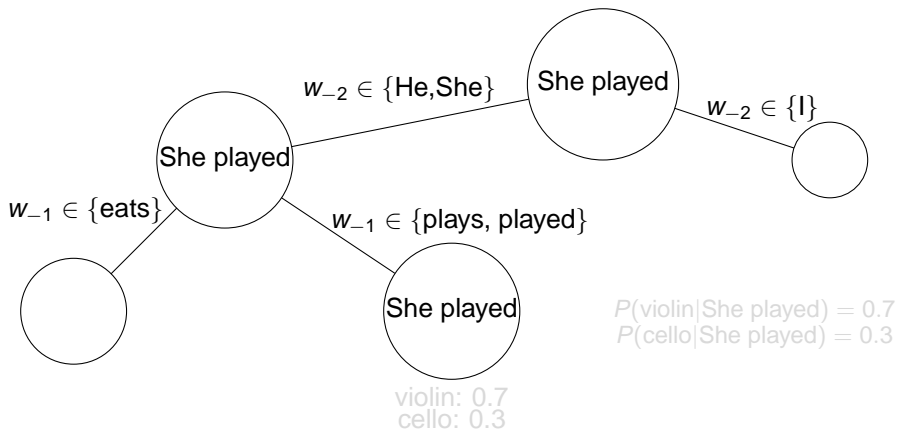 She played
w₋₂ ∈ {He,She}
w₋₂ ∈ {I}
She played
w₋₁ ∈ {eats}
w₋₁ ∈ {plays, played}
She played
P(violin|She played) = 0.7
P(cello|She played) = 0.3
violin: 0.7
cello: 0.3